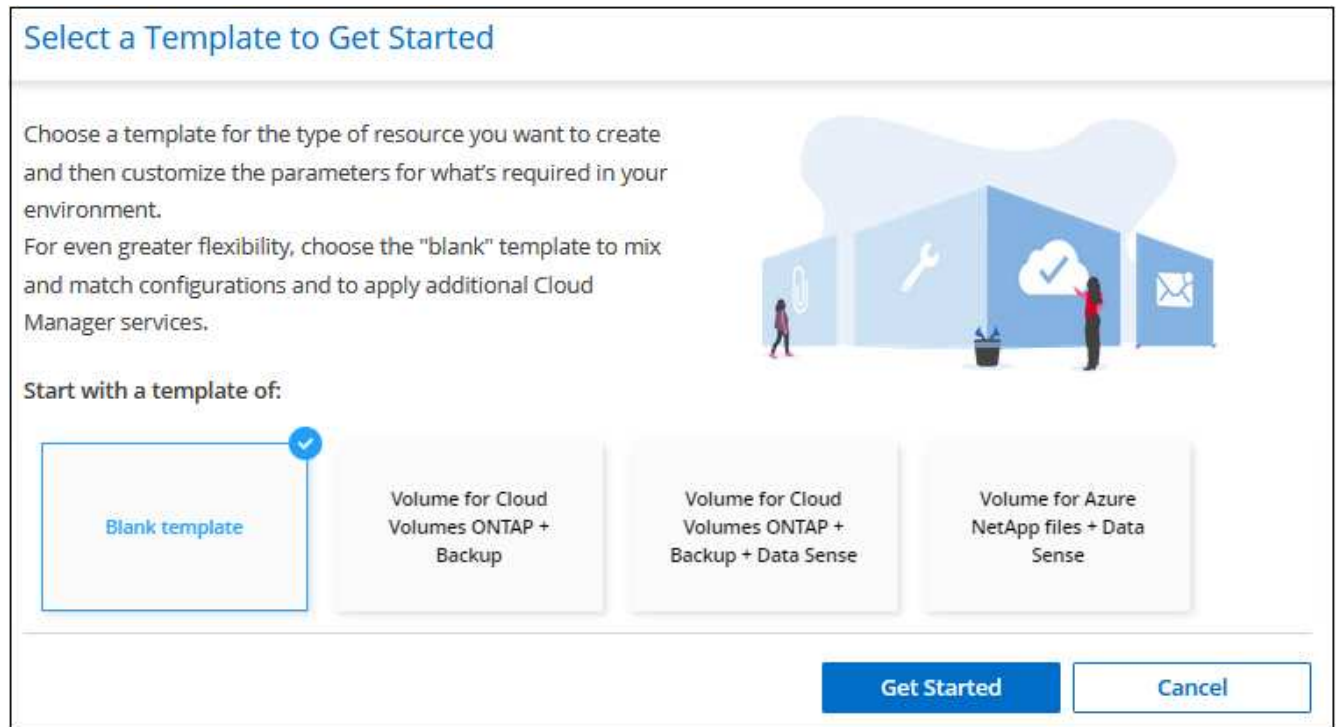 Select a Template to Get Started
Choose a template for the type of resource you want to create
and then customize the parameters for what's required in your
environment.
For even greater flexibility, choose the "blank" template to mix
and match configurations and to apply additional Cloud
Manager services.
Start with a template of:
Blank template
Volume for Cloud
Volumes ONTAP +
Backup
Volume for Cloud
Volumes ONTAP +
Backup + Data Sense
Volume for Azure
NetApp files + Data
Sense
Get Started
Cancel